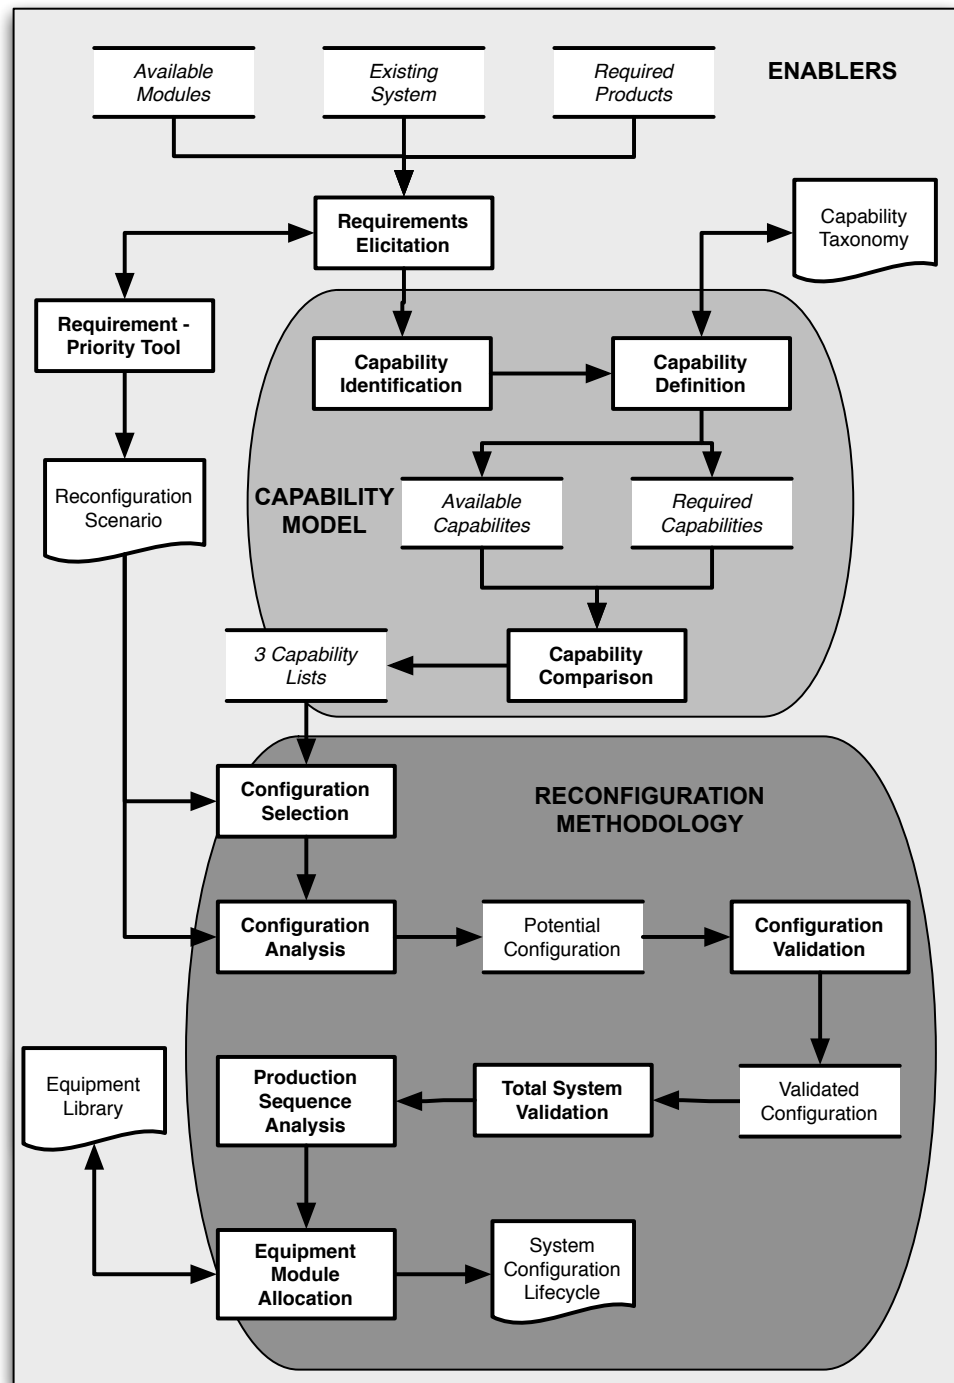 Available
Modules
Existing
System
Required
Products
ENABLERS
Requirements
Elicitation
Capability
Taxonomy
Requirement -
Priority Tool
Capability
Identification
Capability
Definition
Reconfiguration
Scenario
CAPABILITY
MODEL
Available
Capabilites
Required
Capabilities
3 Capability
Lists
Capability
Comparison
Configuration
Selection
RECONFIGURATION
METHODOLOGY
Configuration
Analysis
Potential
Configuration
Configuration
Validation
Equipment
Library
Production
Sequence
Analysis
Total System
Validation
Validated
Configuration
Equipment
Module
Allocation
System
Configuration
Lifecycle